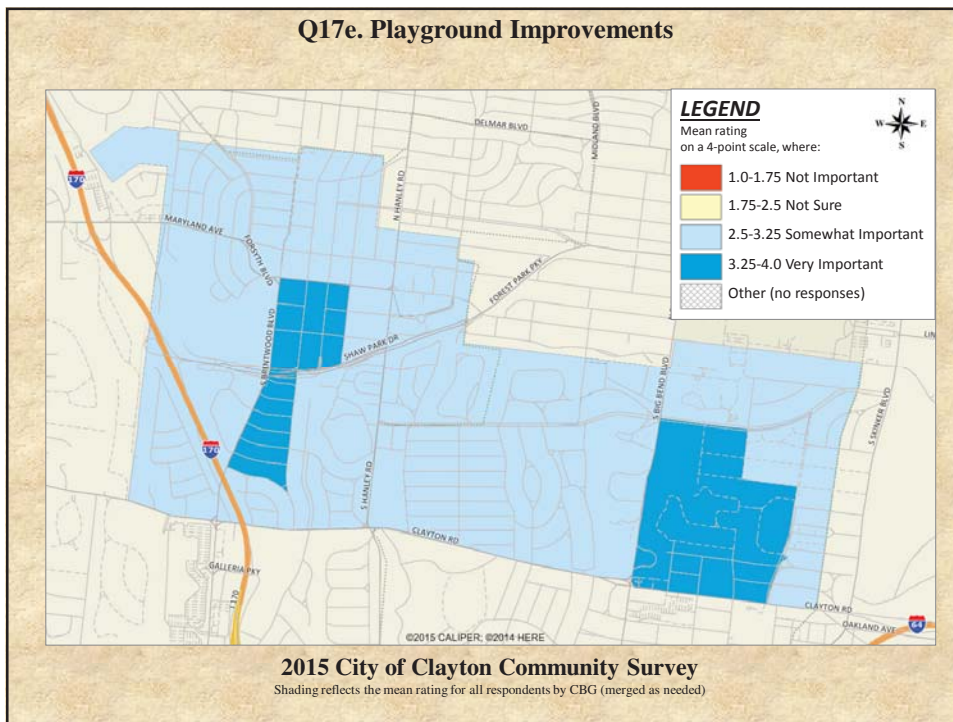 Q17e. Playground Improvements
LEGEND
Mean rating
on a 4-point scale, where:
1.0-1.75 Not Important
1.75-2.5 Not Sure
2.5-3.25 Somewhat Important
3.25-4.0 Very Important
Other (no responses)
N
W E
S
DELMAR BLVD
MIDLAND BLVD
170
N HANLEY RD
MARYLAND AVE
FORSYTH BLVD
FOREST PARK PKY
S BRENTWOOD BLVD
SHAW PARK DR
LIN
S BIG BEND BLVD
S SKINKER BLVD
170
S HANLEY RD
CLAYTON RD
GALLERIA PKY
I 170
CLAYTON RD
OAKLAND AVE
64
©2015 CALIPER; ©2014 HERE
2015 City of Clayton Community Survey
Shading reflects the mean rating for all respondents by CBG (merged as needed)